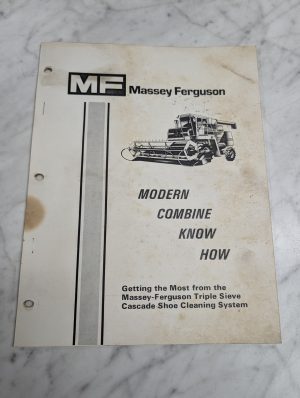 MF Massey Ferguson
MODERN
COMBINE
KNOW
HOW
Getting the Most from the
Massey-Ferguson Triple Sieve
Cascade Shoe Cleaning System